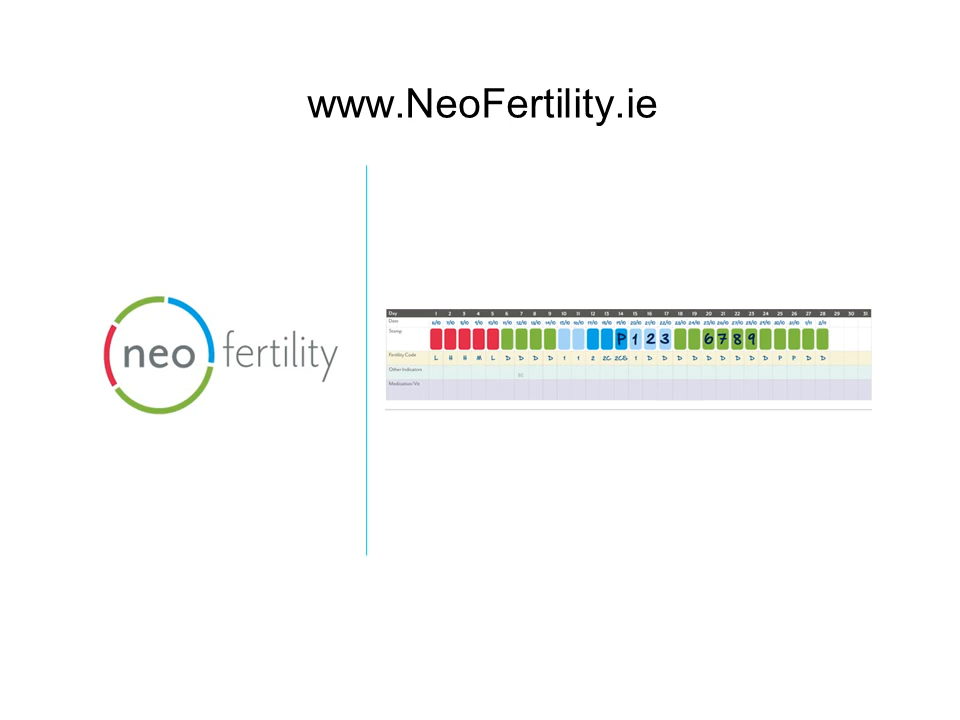 www.NeoFertility.ie
neo fertility
Day 1 2 3 4 5 6 7 8 9 10 11 12 13 14 15 16 17 18 19 20 21 22 23 24 25 26 27 28 29 30 31
Date
Stamp P 1 2 3 6 7 8 9
Fertility Code L H H M L D D D D 1 1 2 2C 1 D D D D D D D D D P P D D
Other Indicators
Medication/Vit